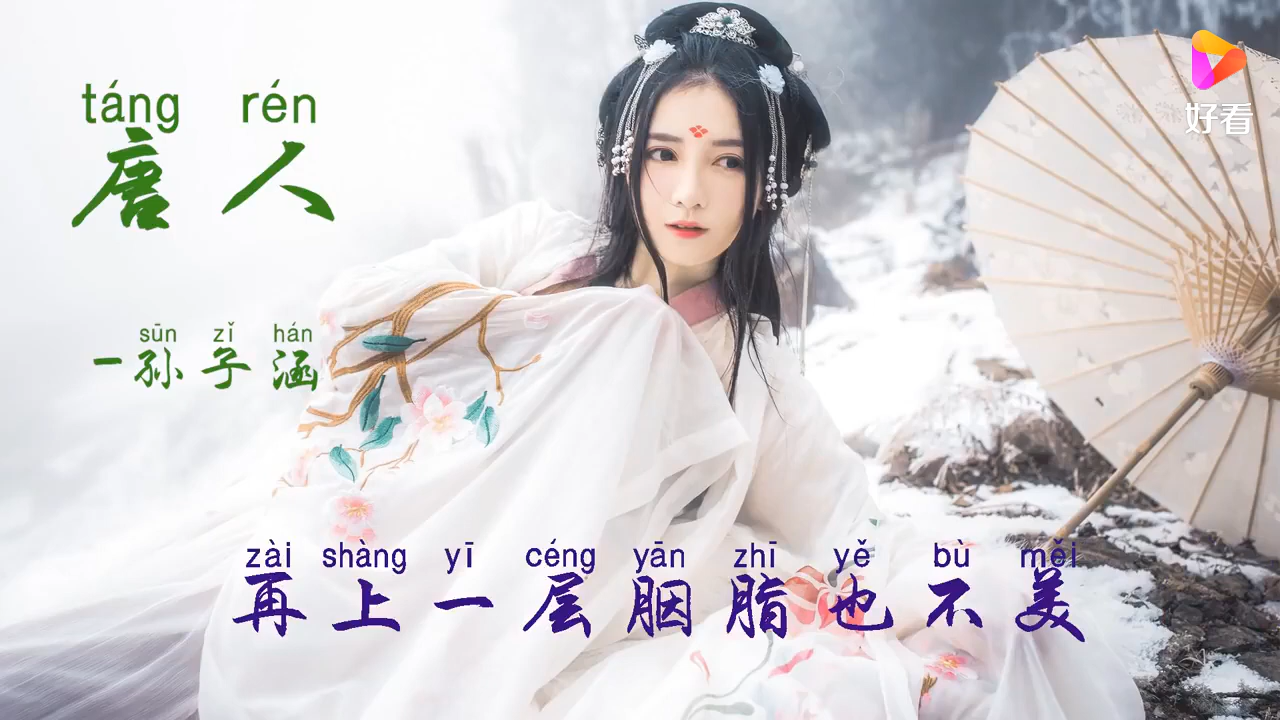 táng rén
唐人
好看
sūn zǐ hán
-孙子涵
zài shàng yī céng yān zhī yě bù měi
再上一层胭脂也不美